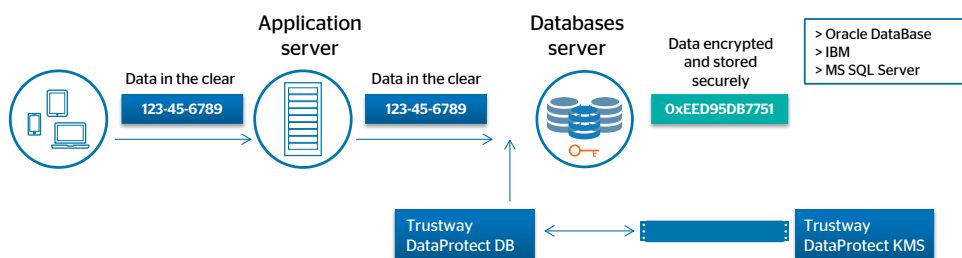 Application
server
Databases
server
Data in the clear
123-45-6789
Data in the clear
123-45-6789
Data encrypted
and stored
securely
0xEED95DB7751
> Oracle DataBase
> IBM
> MS SQL Server
Trustway
DataProtect DB
Trustway
DataProtect KMS